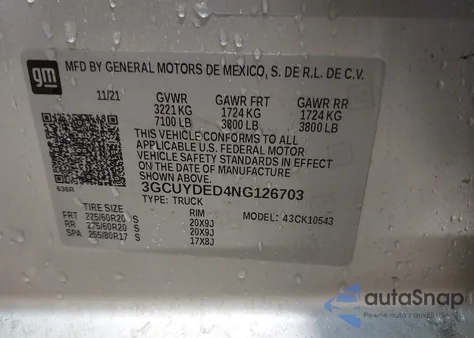 gm
MFD BY GENERAL MOTORS DE MEXICO, S. DE R.L. DE C.V.
11/21 GVWR GAWR FRT GAWR RR
3221 KG 1724 KG 1724 KG
7100 LB 3800 LB 3800 LB
THIS VEHICLE CONFORMS TO ALL
APPLICABLE U.S. FEDERAL MOTOR
VEHICLE SAFETY STANDARDS IN EFFECT
ON THE DATE OF MANUFACTURE
SHOWN ABOVE.
3GCUYDED4NG126703
TYPE: TRUCK MODEL: 43CK10543
TIRE SIZE RIM
FRT 275/60R20 S 20X9J
RR 275/60R20 S 20X9J
SPA 255/80R17 S 17X8J
autoSnap